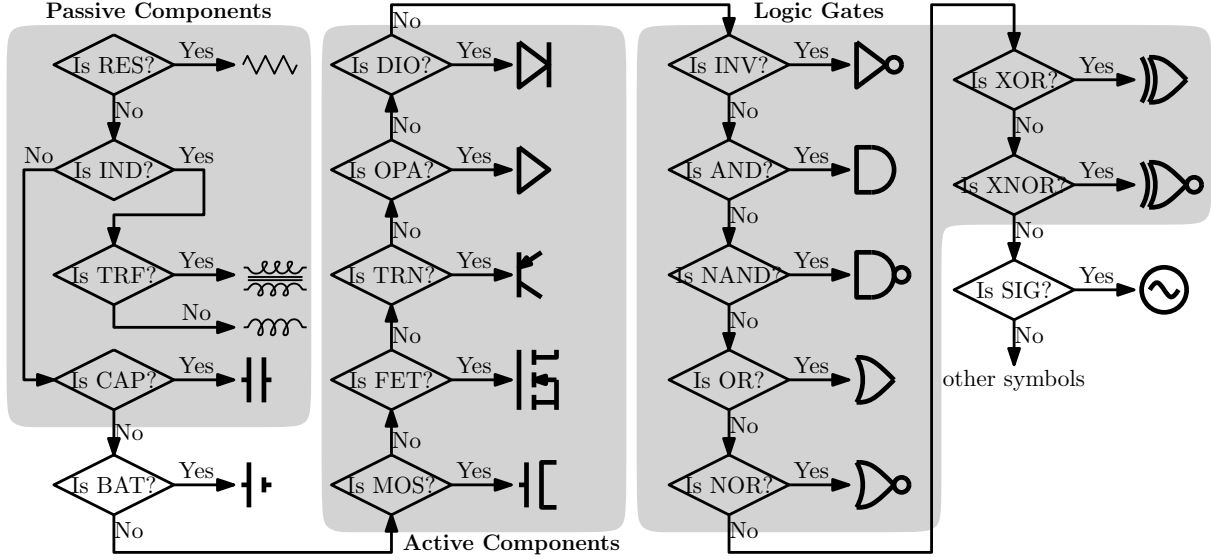 Passive Components
Is RES?
Yes
No
Is IND?
No
Yes
Is TRF?
Yes
No
Is CAP?
Yes
No
Is BAT?
Yes
No
Active Components
Is MOS?
Yes
No
Is FET?
Yes
No
Is TRN?
Yes
No
Is OPA?
Yes
No
Is DIO?
Yes
No
Logic Gates
Is INV?
Yes
No
Is AND?
Yes
No
Is NAND?
Yes
No
Is OR?
Yes
No
Is NOR?
Yes
No
Is XOR?
Yes
No
Is XNOR?
Yes
No
Is SIG?
Yes
No
other symbols